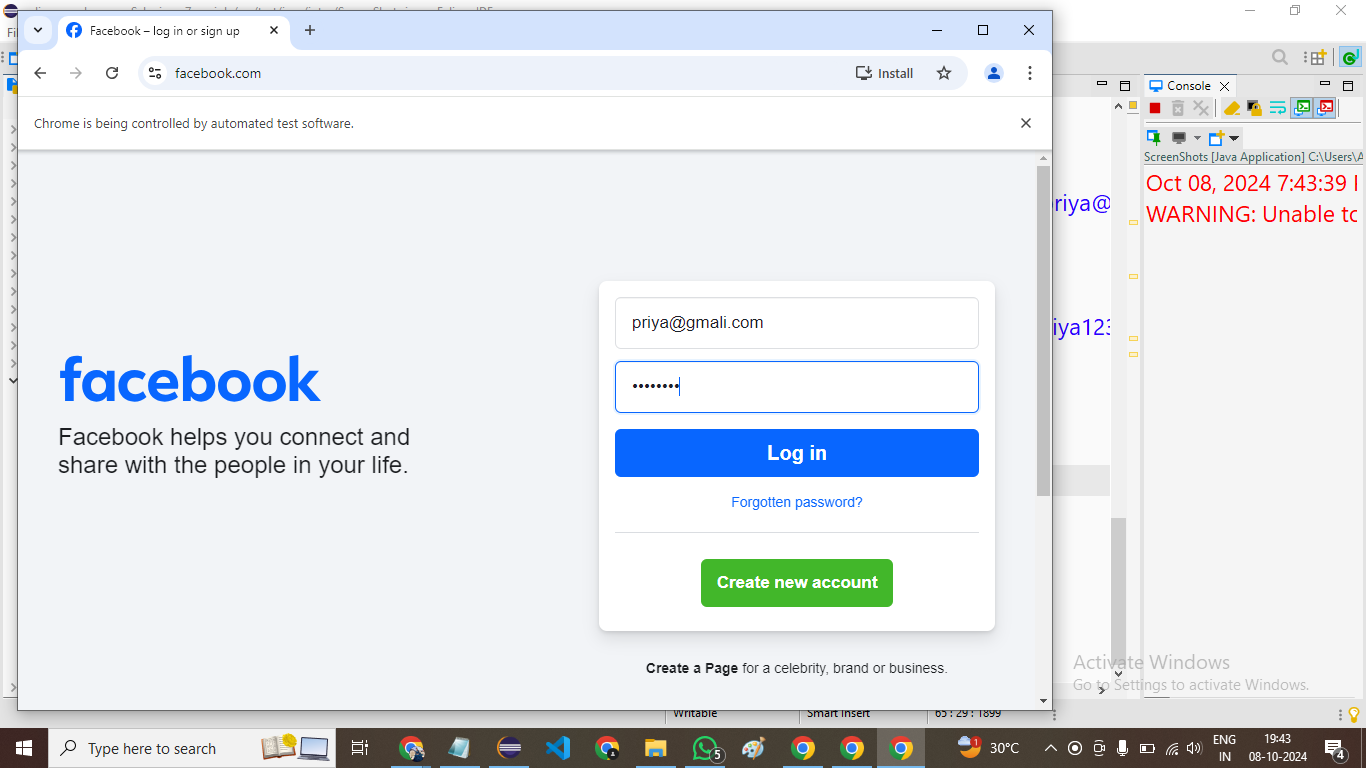 Facebook – log in or sign up
facebook.com
Install
Chrome is being controlled by automated test software.
Console
ScreenShots [Java Application] C:\Users\A
Oct 08, 2024 7:43:39
WARNING: Unable to
riya@
iya123
priya@gmali.com
••••••••
facebook
Facebook helps you connect and
share with the people in your life.
Log in
Forgotten password?
Create new account
Create a Page for a celebrity, brand or business.
Activate Windows
Go to Settings to activate Windows.
Writable
Smart Insert
65 : 29 : 1899
Type here to search
5
1
30°C
ENG
IN
19:43
08-10-2024
4